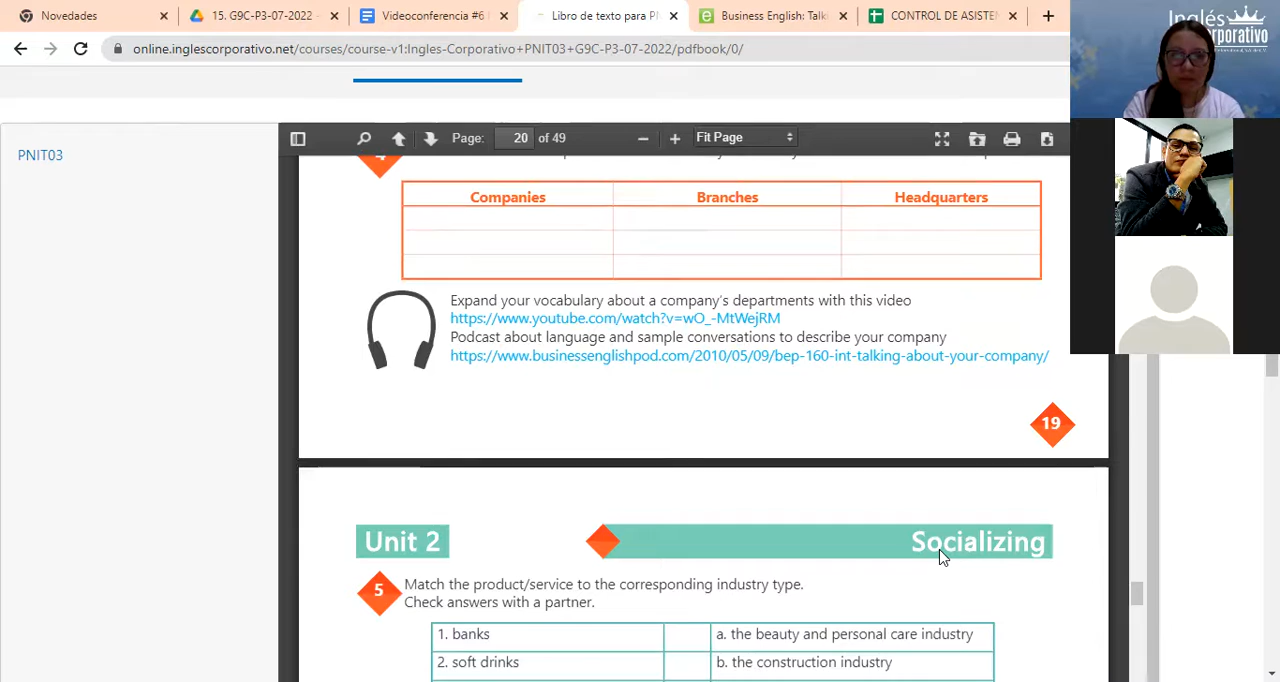 Novedades
15. G9C-P3-07-2022
Videoconferencia #6
Libro de texto para PN
Business English: Talk
CONTROL DE ASISTE
online.inglescorporativo.net/courses/course-v1:Ingles-Corporativo+PNIT03+G9C-P3-07-2022/pdfbook/0/
Inglés
Corporativo
PNIT03
Page: 20 of 49
Fit Page
Companies Branches Headquarters
Expand your vocabulary about a company's departments with this video
https://www.youtube.com/watch?v=wO_-MtWejRM
Podcast about language and sample conversations to describe your company
https://www.businessenglishpod.com/2010/05/09/bep-160-int-talking-about-your-company/
19
Unit 2
Socializing
5
Match the product/service to the corresponding industry type.
Check answers with a partner.
1. banks a. the beauty and personal care industry
2. soft drinks b. the construction industry